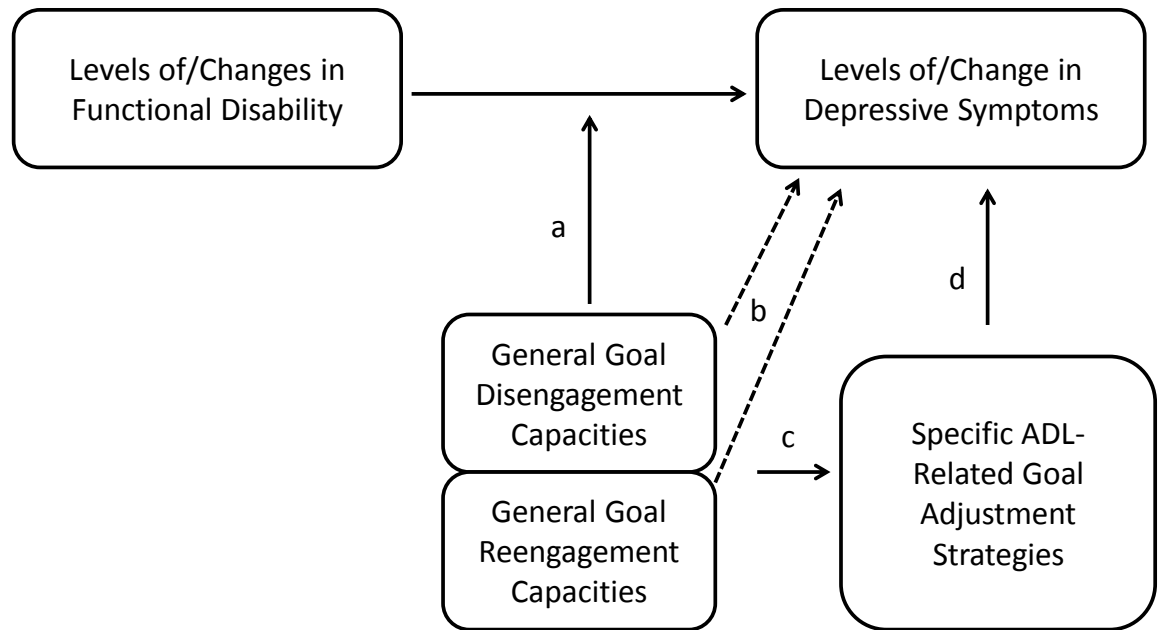 Levels of/Changes in
Functional Disability
Levels of/Change in
Depressive Symptoms
a
b
d
General Goal
Disengagement
Capacities
c
General Goal
Reengagement
Capacities
Specific ADL-
Related Goal
Adjustment
Strategies